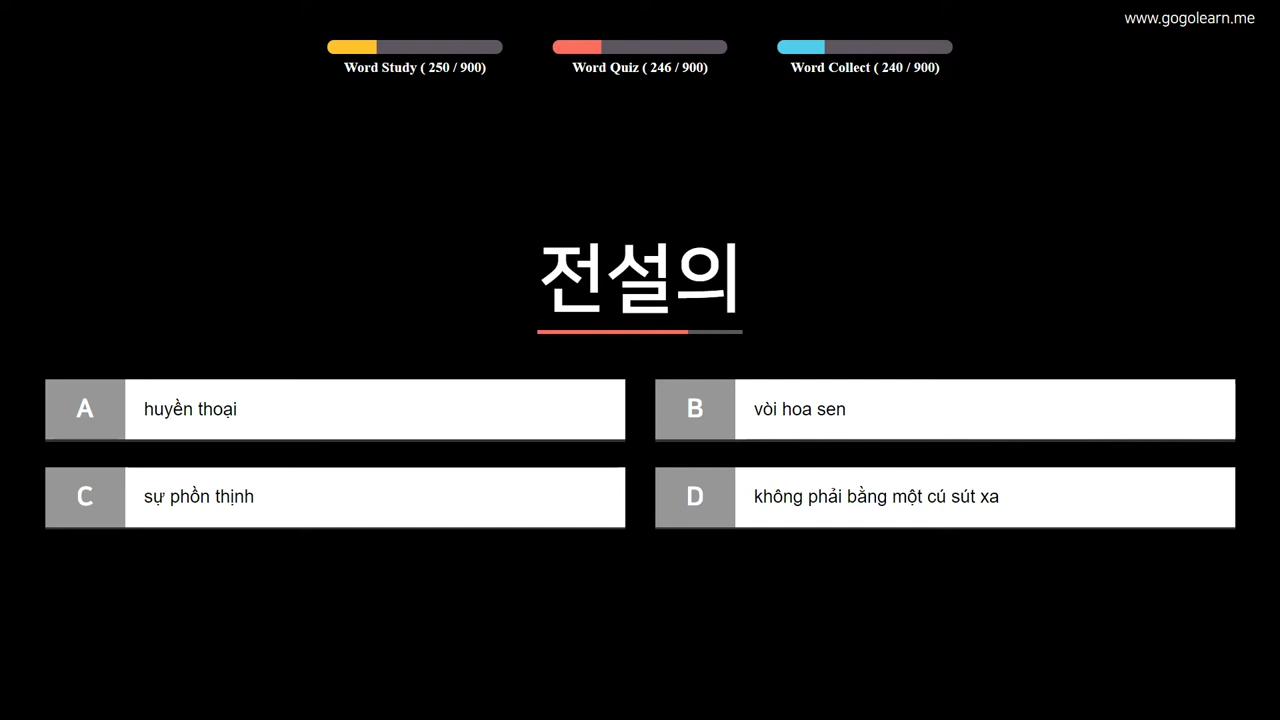 www.gogolearn.me
Word Study ( 250 / 900)
Word Quiz ( 246 / 900)
Word Collect ( 240 / 900)
전설의
A huyền thoại
B vòi hoa sen
C sự phồn thịnh
D không phải bằng một cú sút xa